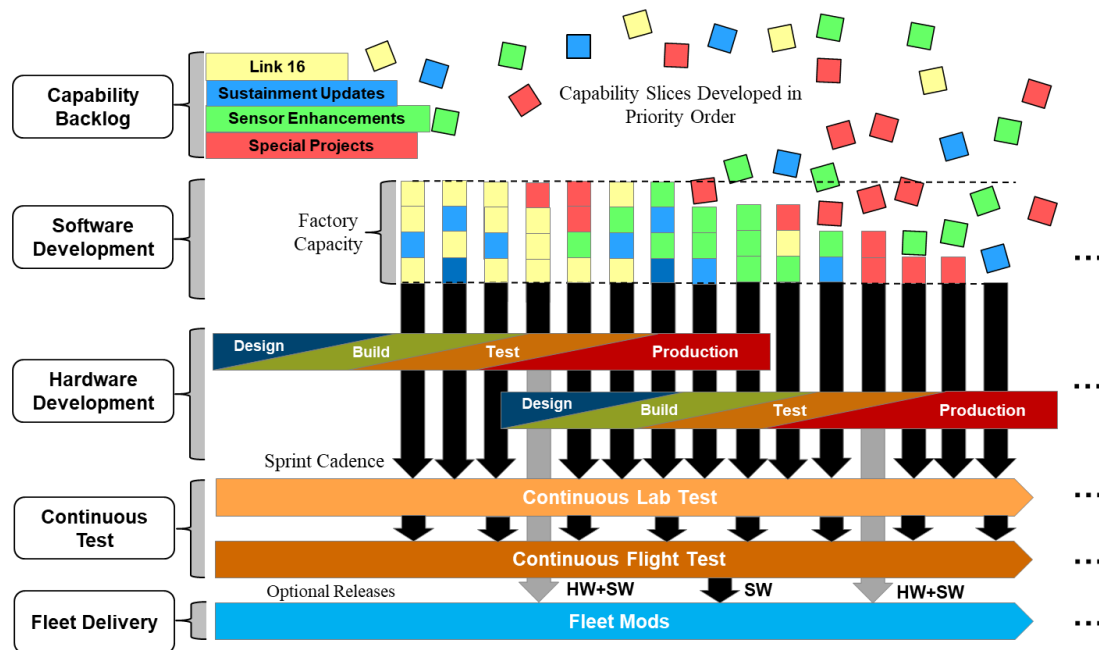 Capability
Backlog
Link 16
Sustainment Updates
Sensor Enhancements
Special Projects
Capability Slices Developed in
Priority Order
Software
Development
Factory
Capacity
...
Hardware
Development
Design
Build
Test
Production
...
Design
Build
Test
Production
Sprint Cadence
Continuous
Test
Continuous Lab Test
...
Continuous Flight Test
...
Optional Releases
HW+SW
SW
HW+SW
Fleet Delivery
Fleet Mods
...